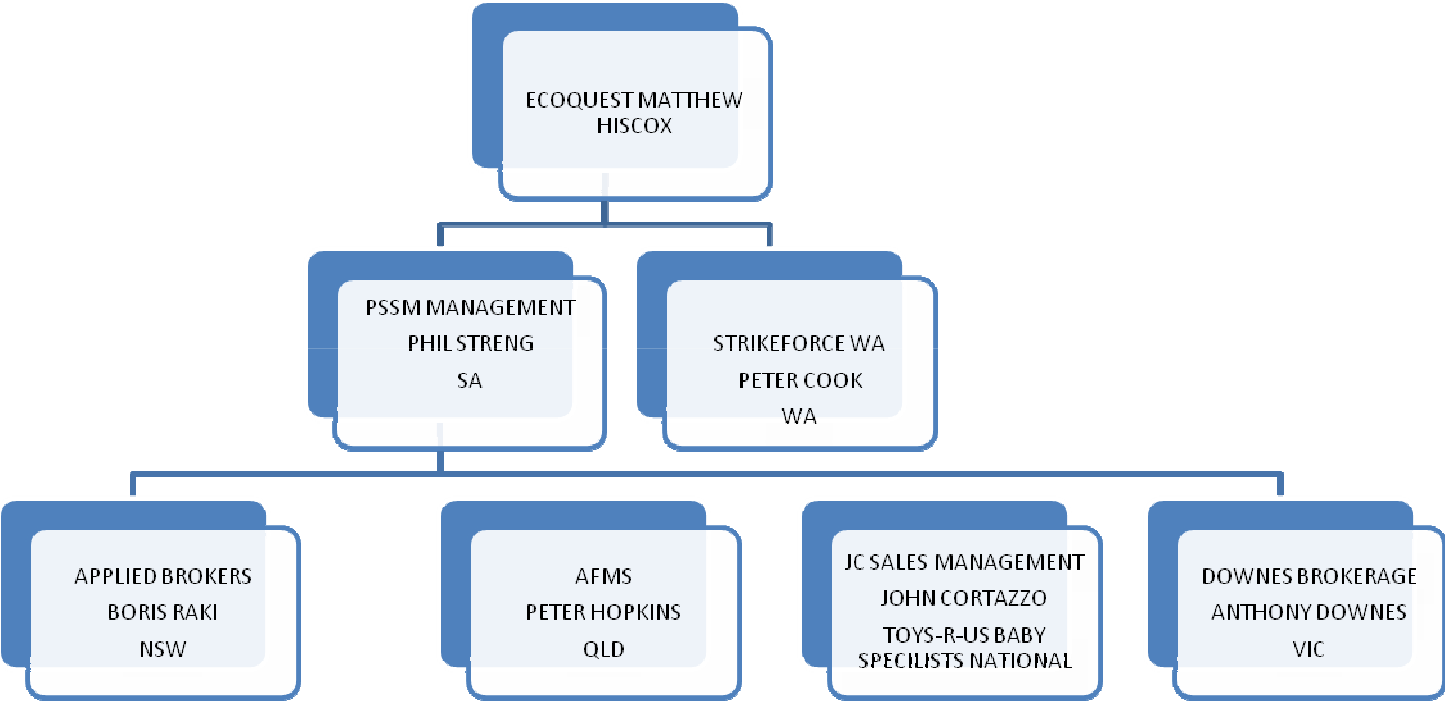 ECOQUEST MATTHEW
HISCOX
PSSM MANAGEMENT
PHIL STRENG
SA
STRIKEFORCE WA
PETER COOK
WA
APPLIED BROKERS
BORIS RAKI
NSW
AFMS
PETER HOPKINS
QLD
JC SALES MANAGEMENT
JOHN CORTAZZO
TOYS-R-US BABY
SPECILISTS NATIONAL
DOWNES BROKERAGE
ANTHONY DOWNES
VIC